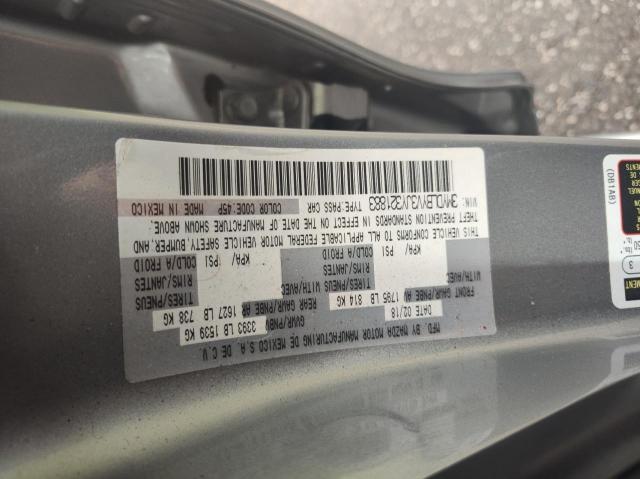 MFD. BY MAZDA MOTOR MANUFACTURING DE MEXICO S.A. DE C.V.
DATE 02/18
GVWR/PNBV 3393 LB 1539 KG
FRONT GAWR/PNBE AV 1795 LB 814 KG
REAR GAWR/PNBE AR 1627 LB 738 KG
WITH/AVEC
TIRES/PNEUS
RIMS/JANTES
KPA/ PSI
COLD/A FROID
WITH/AVEC
TIRES/PNEUS
RIMS/JANTES
KPA/ PSI
COLD/A FROID
THIS VEHICLE CONFORMS TO ALL APPLICABLE FEDERAL MOTOR VEHICLE SAFETY, BUMPER, AND
THEFT PREVENTION STANDARDS IN EFFECT ON THE DATE OF MANUFACTURE SHOWN ABOVE.
VIN: 3MYDLBYV3JY321893 TYPE:PASS CAR
COLOR CODE:45P MADE IN MEXICO
(DB1A8)
3